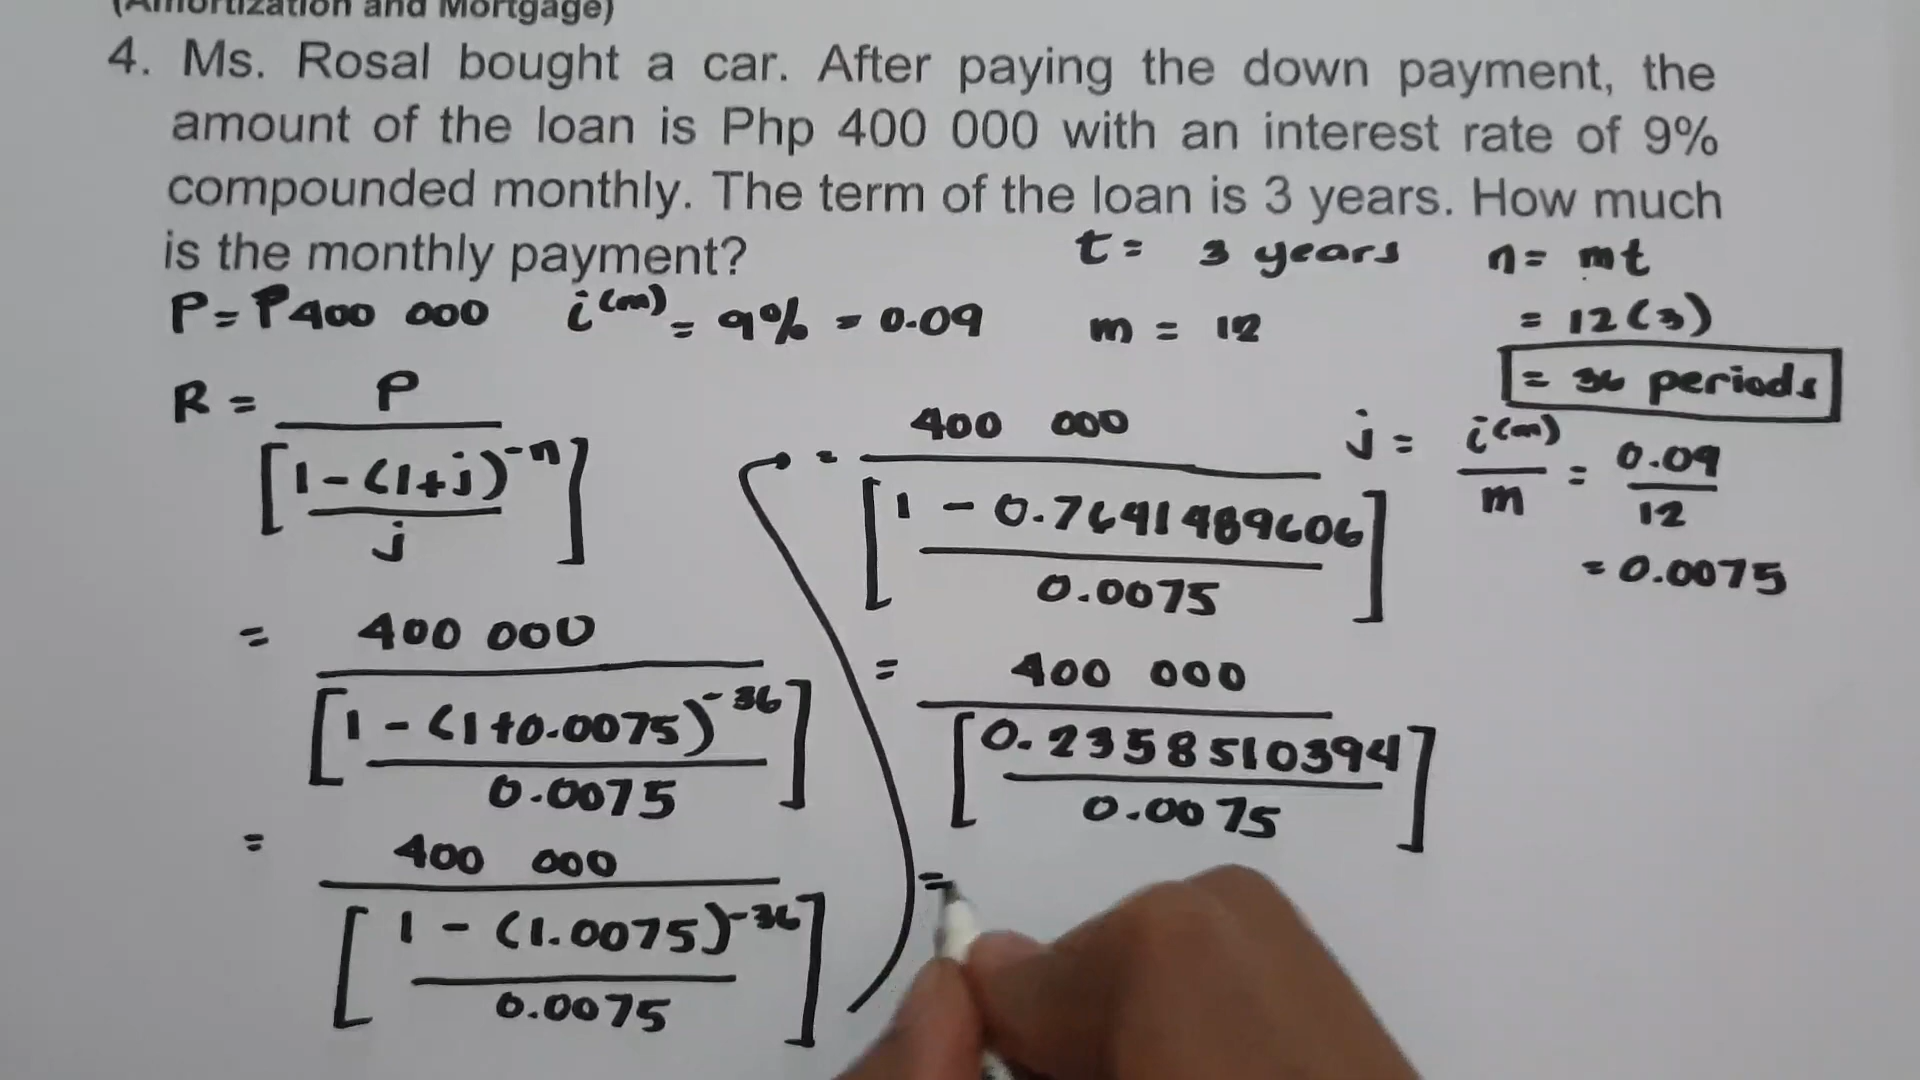 (Amortization and Mortgage)
4. Ms. Rosal bought a car. After paying the down payment, the
amount of the loan is Php 400 000 with an interest rate of 9%
compounded monthly. The term of the loan is 3 years. How much
is the monthly payment?
t = 3 years
n = mt
P = ₱400 000
i^(m) = 9% = 0.09
m = 12
= 12(3)
= 36 periods
R = P
[1-(1+j)^-n]
j
= 400 000
[1 - (1+0.0075)^-36]
0.0075
= 400 000
[1 - (1.0075)^-36]
0.0075
= 400 000
[1 - 0.7641489606]
0.0075
= 400 000
[0.2358510394]
0.0075
=
j = i^(m) = 0.09
m 12
= 0.0075